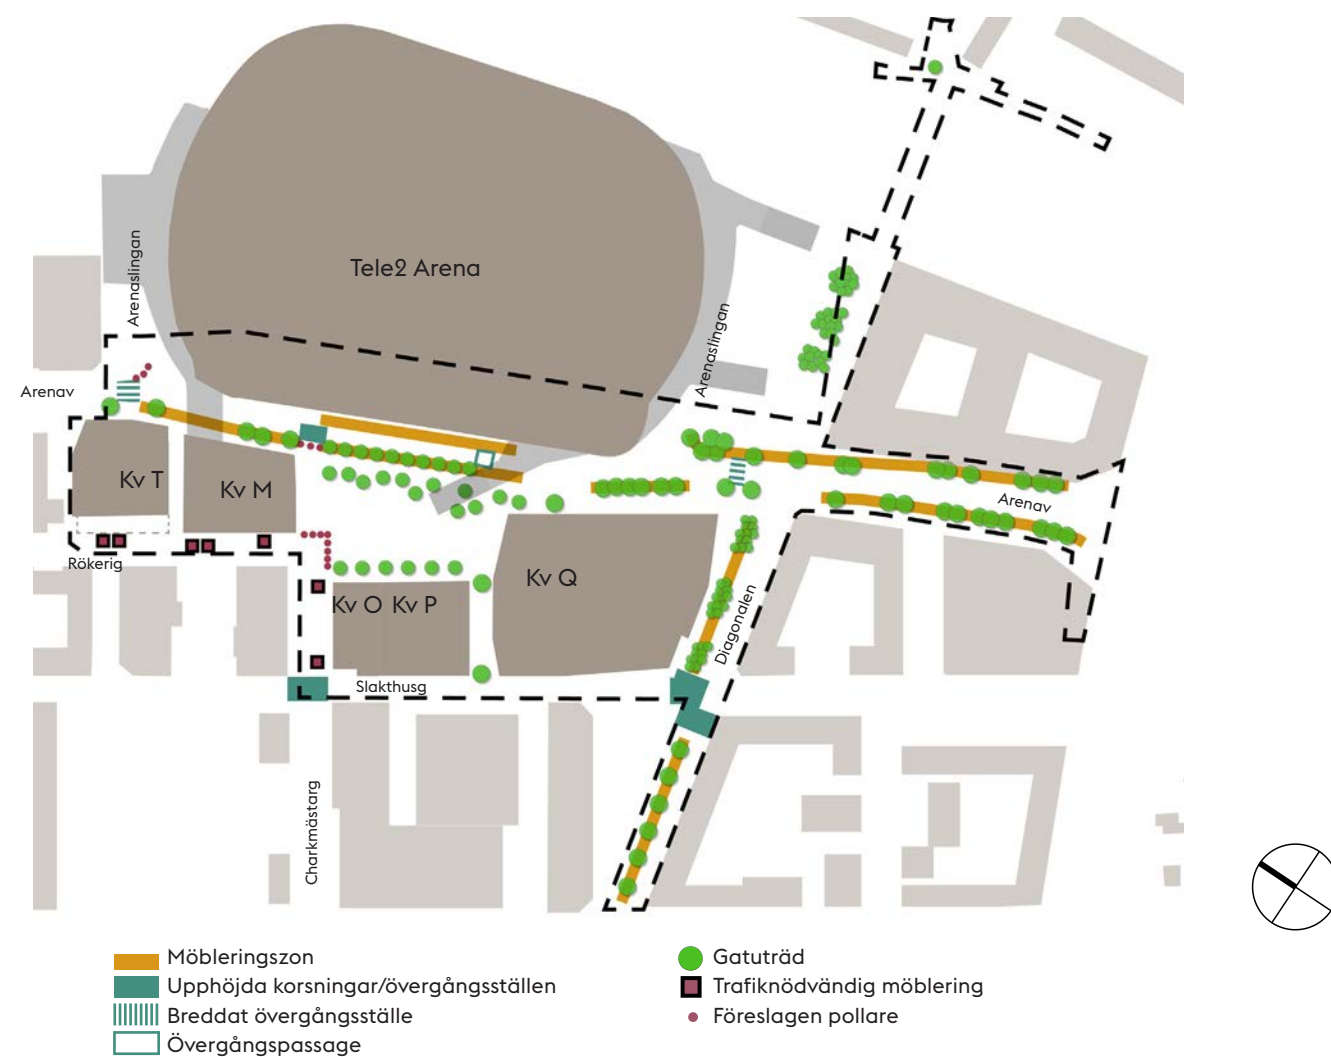 Tele2 Arena
Arenaslingan
Arenaslingan
Arenav
Kv T
Kv M
Arenav
Rökerig
Kv Q
Kv O Kv P
Diagonalen
Slakthusg
Charkmästarg
Möbleringszon
Upphöjda korsningar/övergångsställen
Breddat övergångsställe
Övergångspassage
Gatuträd
Trafiknödvändig möblering
Föreslagen pollare